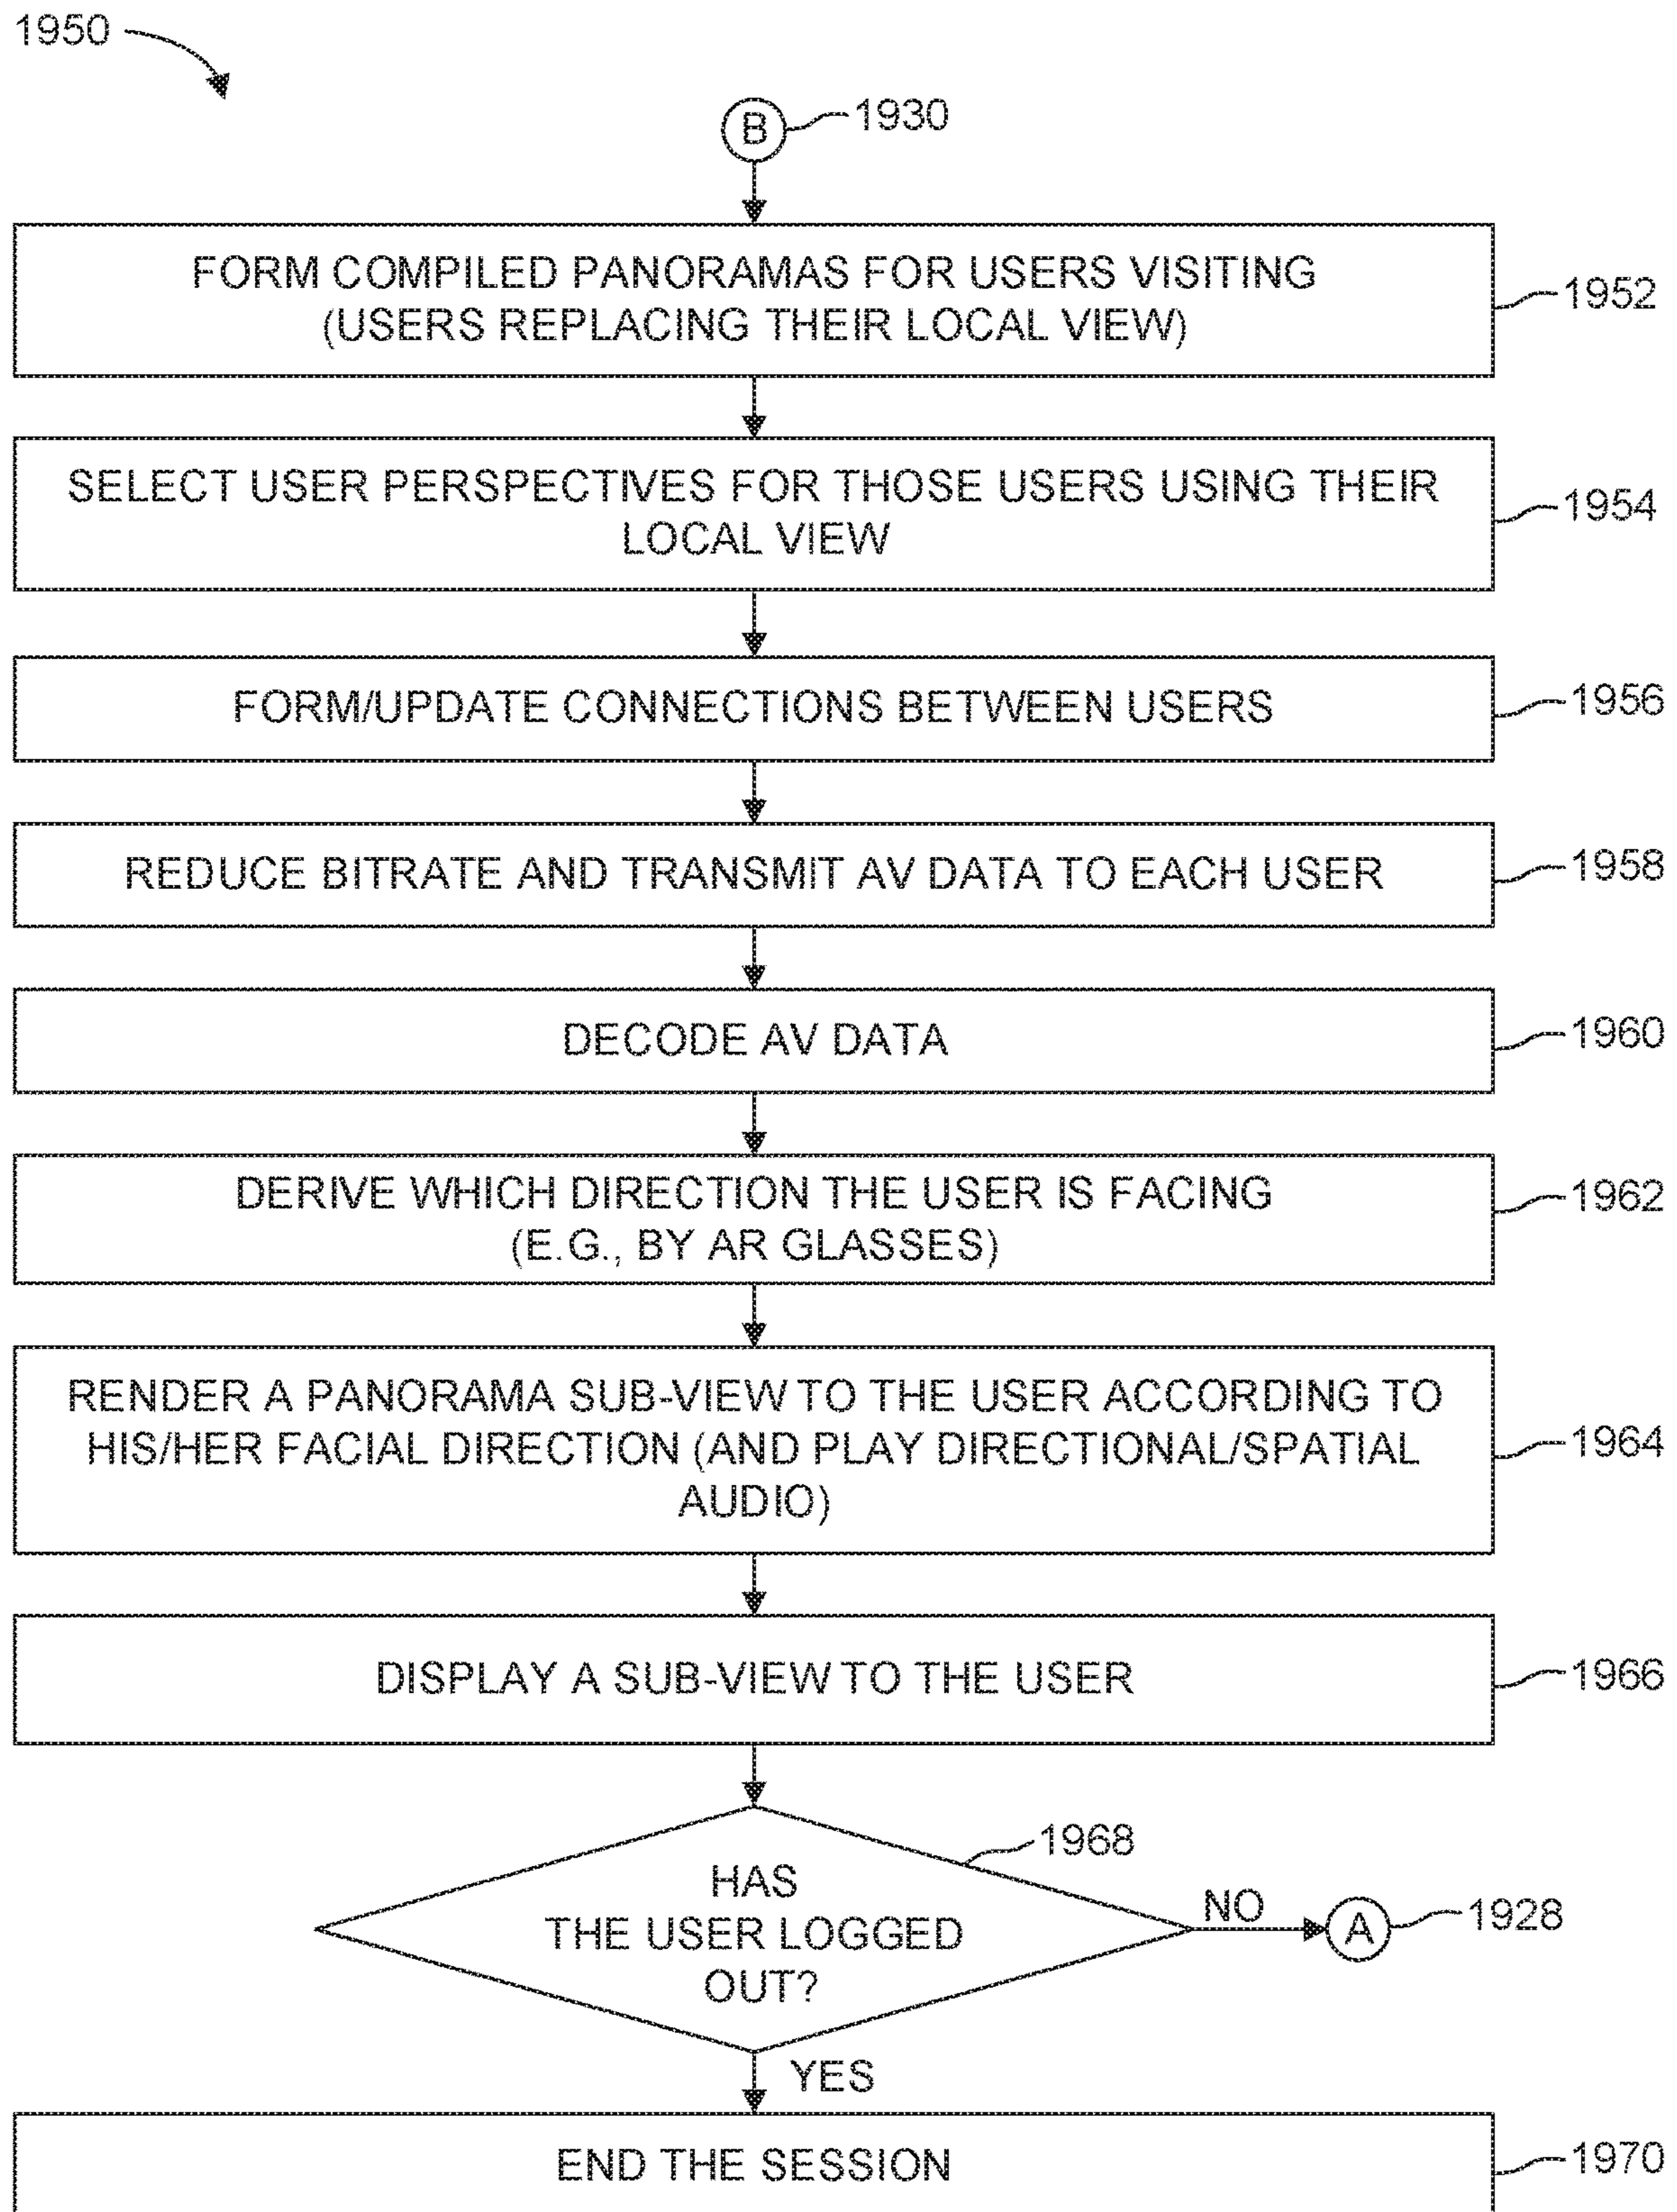 1950
B
1930
FORM COMPILED PANORAMAS FOR USERS VISITING
(USERS REPLACING THEIR LOCAL VIEW)
1952
SELECT USER PERSPECTIVES FOR THOSE USERS USING THEIR
LOCAL VIEW
1954
FORM/UPDATE CONNECTIONS BETWEEN USERS
1956
REDUCE BITRATE AND TRANSMIT AV DATA TO EACH USER
1958
DECODE AV DATA
1960
DERIVE WHICH DIRECTION THE USER IS FACING
(E.G., BY AR GLASSES)
1962
RENDER A PANORAMA SUB-VIEW TO THE USER ACCORDING TO
HIS/HER FACIAL DIRECTION (AND PLAY DIRECTIONAL/SPATIAL
AUDIO)
1964
DISPLAY A SUB-VIEW TO THE USER
1966
1968
HAS
THE USER LOGGED
OUT?
NO
A
1928
YES
END THE SESSION
1970